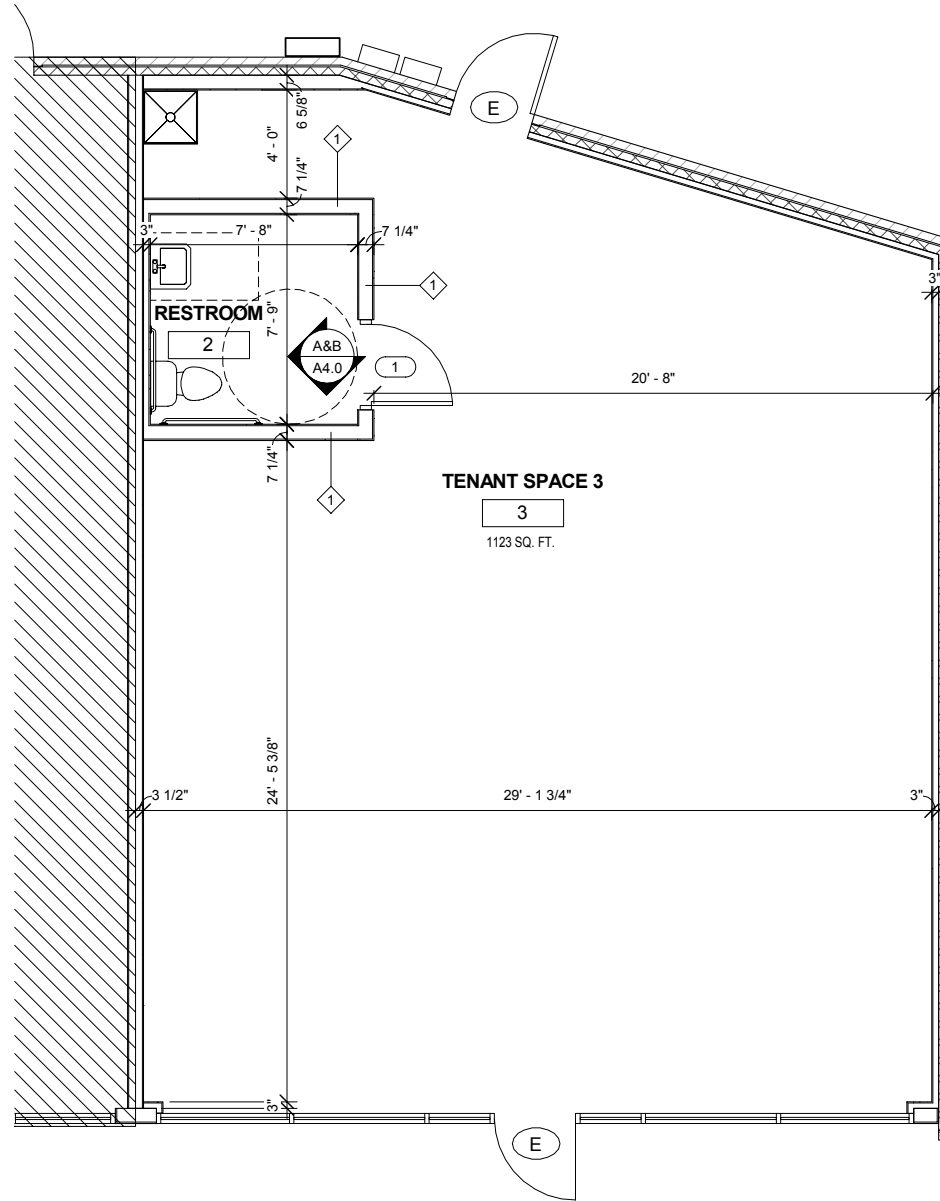 E
6 5/8"
4' - 0"
7 1/4"
1
3"
7' - 8"
7 1/4"
1
3"
RESTROOM
2
7' - 9"
A&B
A4.0
1
20' - 8"
7 1/4"
1
TENANT SPACE 3
3
1123 SQ. FT.
24' - 5 3/8"
3 1/2"
29' - 1 3/4"
3"
3"
E